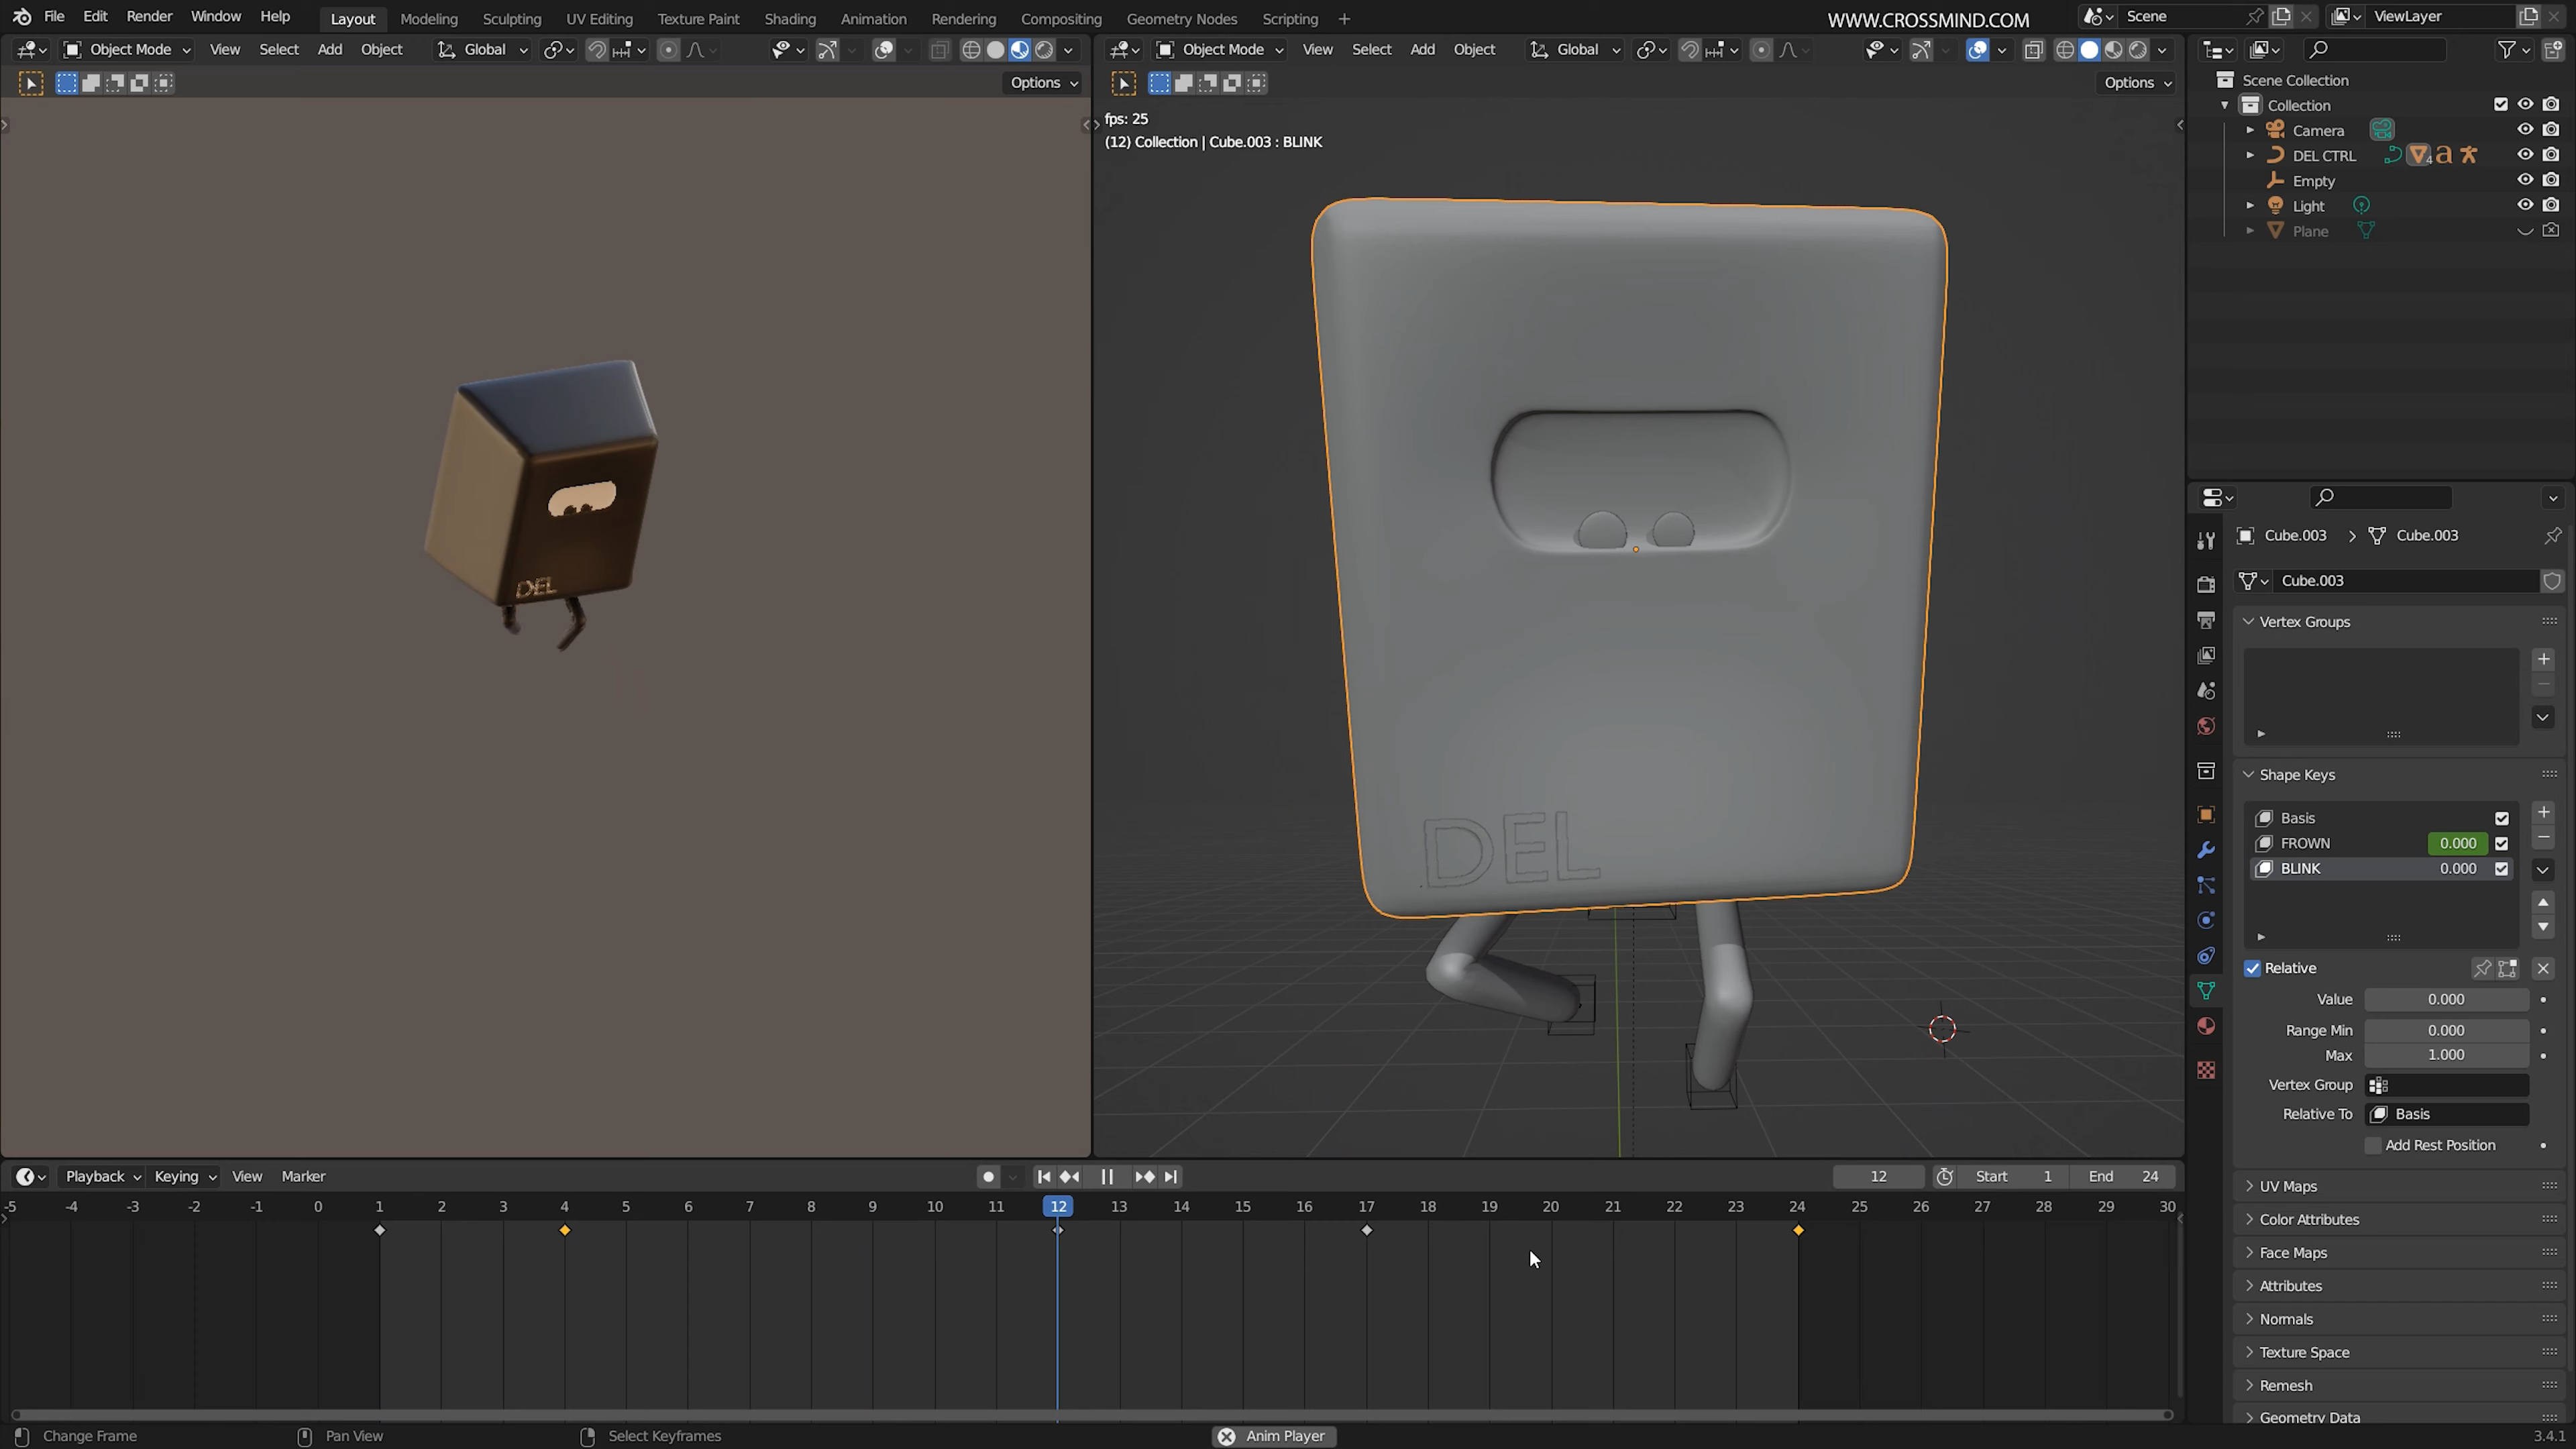 File Edit Render Window Help Layout Modeling Sculpting UV Editing Texture Paint Shading Animation Rendering Compositing Geometry Nodes Scripting + WWW.CROSSMIND.COM Scene ViewLayer
Object Mode View Select Add Object Global
Object Mode View Select Add Object Global
Options
Options
fps: 25
(12) Collection | Cube.003 : BLINK
DEL
DEL
Scene Collection
Collection
Camera
DEL CTRL 4
Empty
Light
Plane
Cube.003 > Cube.003
Cube.003
Vertex Groups
Shape Keys
Basis
FROWN 0.000
BLINK 0.000
Relative
Value 0.000
Range Min 0.000
Max 1.000
Vertex Group
Relative To Basis
Add Rest Position
UV Maps
Color Attributes
Face Maps
Attributes
Normals
Texture Space
Remesh
Geometry Data
Playback Keying View Marker 12 Start 1 End 24
-5 -4 -3 -2 -1 0 1 2 3 4 5 6 7 8 9 10 11 12 13 14 15 16 17 18 19 20 21 22 23 24 25 26 27 28 29 30
Change Frame Pan View Select Keyframes Anim Player 3.4.1